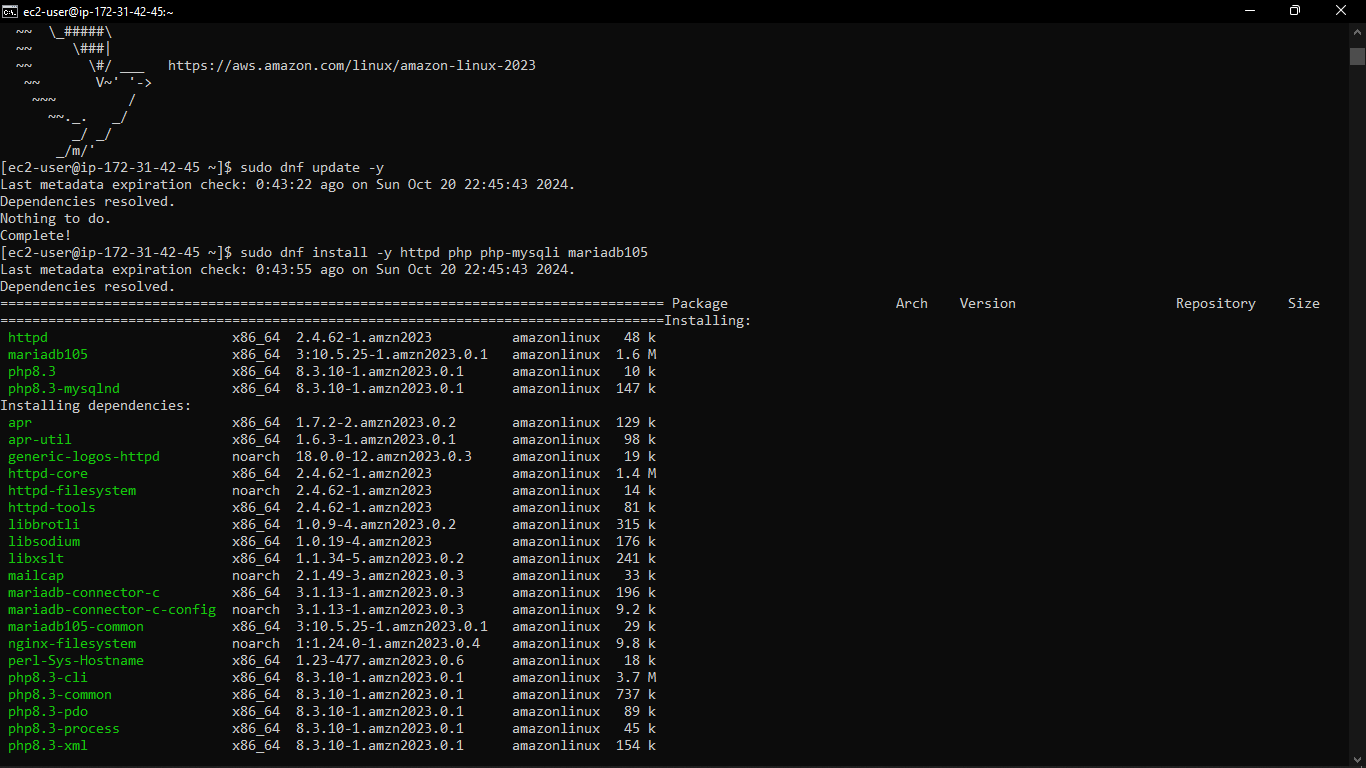 ec2-user@ip-172-31-42-45:~
~~  \_#####\
~~     \###|
~~       \#/ ___   https://aws.amazon.com/linux/amazon-linux-2023
~~       V~' '->
~~~         /
~~._.   _/
_/ _/
_/m/'
[ec2-user@ip-172-31-42-45 ~]$ sudo dnf update -y
Last metadata expiration check: 0:43:22 ago on Sun Oct 20 22:45:43 2024.
Dependencies resolved.
Nothing to do.
Complete!
[ec2-user@ip-172-31-42-45 ~]$ sudo dnf install -y httpd php php-mysqli mariadb105
Last metadata expiration check: 0:43:55 ago on Sun Oct 20 22:45:43 2024.
Dependencies resolved.
=================================================================================== Package                     Arch    Version                    Repository    Size
===================================================================================Installing:
httpd                       x86_64  2.4.62-1.amzn2023          amazonlinux   48 k
mariadb105                  x86_64  3:10.5.25-1.amzn2023.0.1   amazonlinux  1.6 M
php8.3                      x86_64  8.3.10-1.amzn2023.0.1      amazonlinux   10 k
php8.3-mysqlnd              x86_64  8.3.10-1.amzn2023.0.1      amazonlinux  147 k
Installing dependencies:
apr                         x86_64  1.7.2-2.amzn2023.0.2       amazonlinux  129 k
apr-util                    x86_64  1.6.3-1.amzn2023.0.1       amazonlinux   98 k
generic-logos-httpd         noarch  18.0.0-12.amzn2023.0.3     amazonlinux   19 k
httpd-core                  x86_64  2.4.62-1.amzn2023          amazonlinux  1.4 M
httpd-filesystem            noarch  2.4.62-1.amzn2023          amazonlinux   14 k
httpd-tools                 x86_64  2.4.62-1.amzn2023          amazonlinux   81 k
libbrotli                   x86_64  1.0.9-4.amzn2023.0.2       amazonlinux  315 k
libsodium                   x86_64  1.0.19-4.amzn2023          amazonlinux  176 k
libxslt                     x86_64  1.1.34-5.amzn2023.0.2      amazonlinux  241 k
mailcap                     noarch  2.1.49-3.amzn2023.0.3      amazonlinux   33 k
mariadb-connector-c         x86_64  3.1.13-1.amzn2023.0.3      amazonlinux  196 k
mariadb-connector-c-config  noarch  3.1.13-1.amzn2023.0.3      amazonlinux  9.2 k
mariadb105-common           x86_64  3:10.5.25-1.amzn2023.0.1   amazonlinux   29 k
nginx-filesystem            noarch  1:1.24.0-1.amzn2023.0.4    amazonlinux  9.8 k
perl-Sys-Hostname           x86_64  1.23-477.amzn2023.0.6      amazonlinux   18 k
php8.3-cli                  x86_64  8.3.10-1.amzn2023.0.1      amazonlinux  3.7 M
php8.3-common               x86_64  8.3.10-1.amzn2023.0.1      amazonlinux  737 k
php8.3-pdo                  x86_64  8.3.10-1.amzn2023.0.1      amazonlinux   89 k
php8.3-process              x86_64  8.3.10-1.amzn2023.0.1      amazonlinux   45 k
php8.3-xml                  x86_64  8.3.10-1.amzn2023.0.1      amazonlinux  154 k